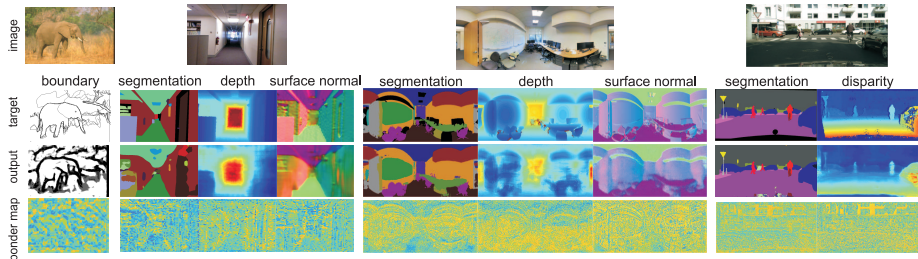 image
boundary
segmentation depth surface normal
segmentation depth surface normal
segmentation disparity
target
output
ponder map